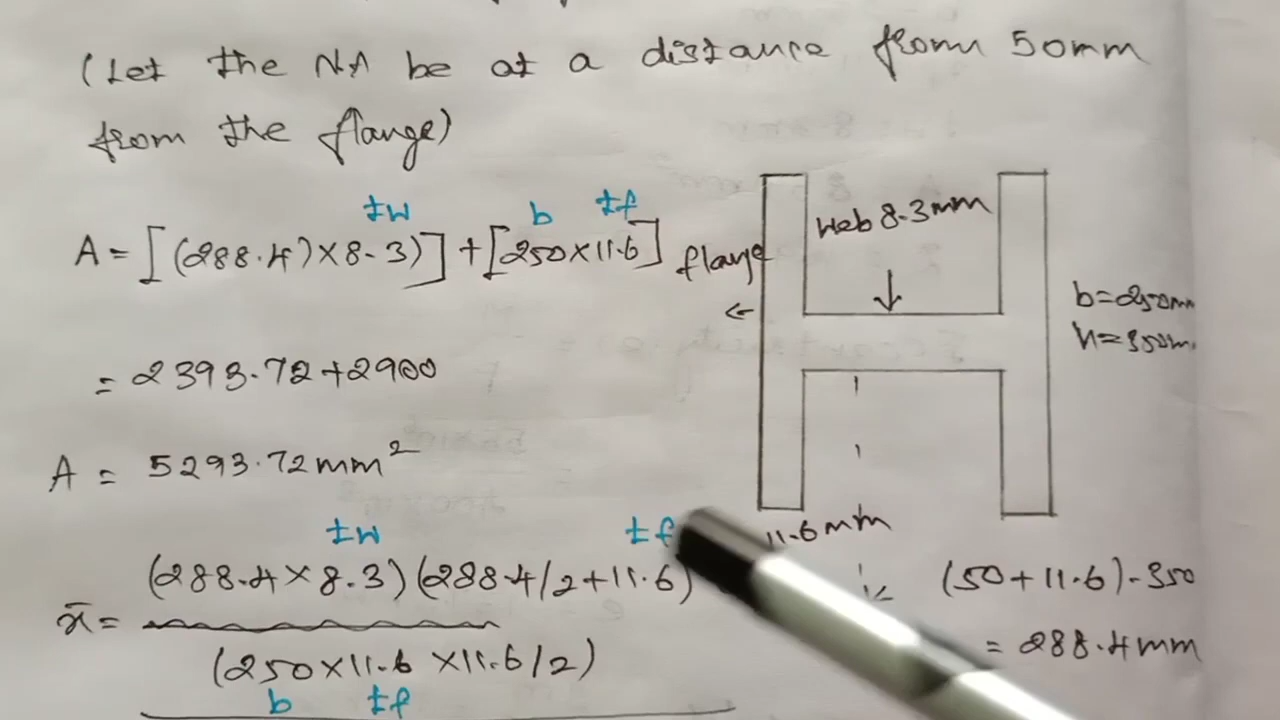 (Let the NA be at a distance from 50mm
from the flange)
tw b tf
A = [(288.4)×8.3)] + [250×11.6]
flange
←
web 8.3mm
↓
b=250mm
h=350m
= 2393.72+2900
A = 5293.72mm²
11.6mm
tw tf
x̄ = (288.4×8.3)(288.4/2+11.6)
(250×11.6×11.6/2)
b tf
(50+11.6)-350
= 288.4mm